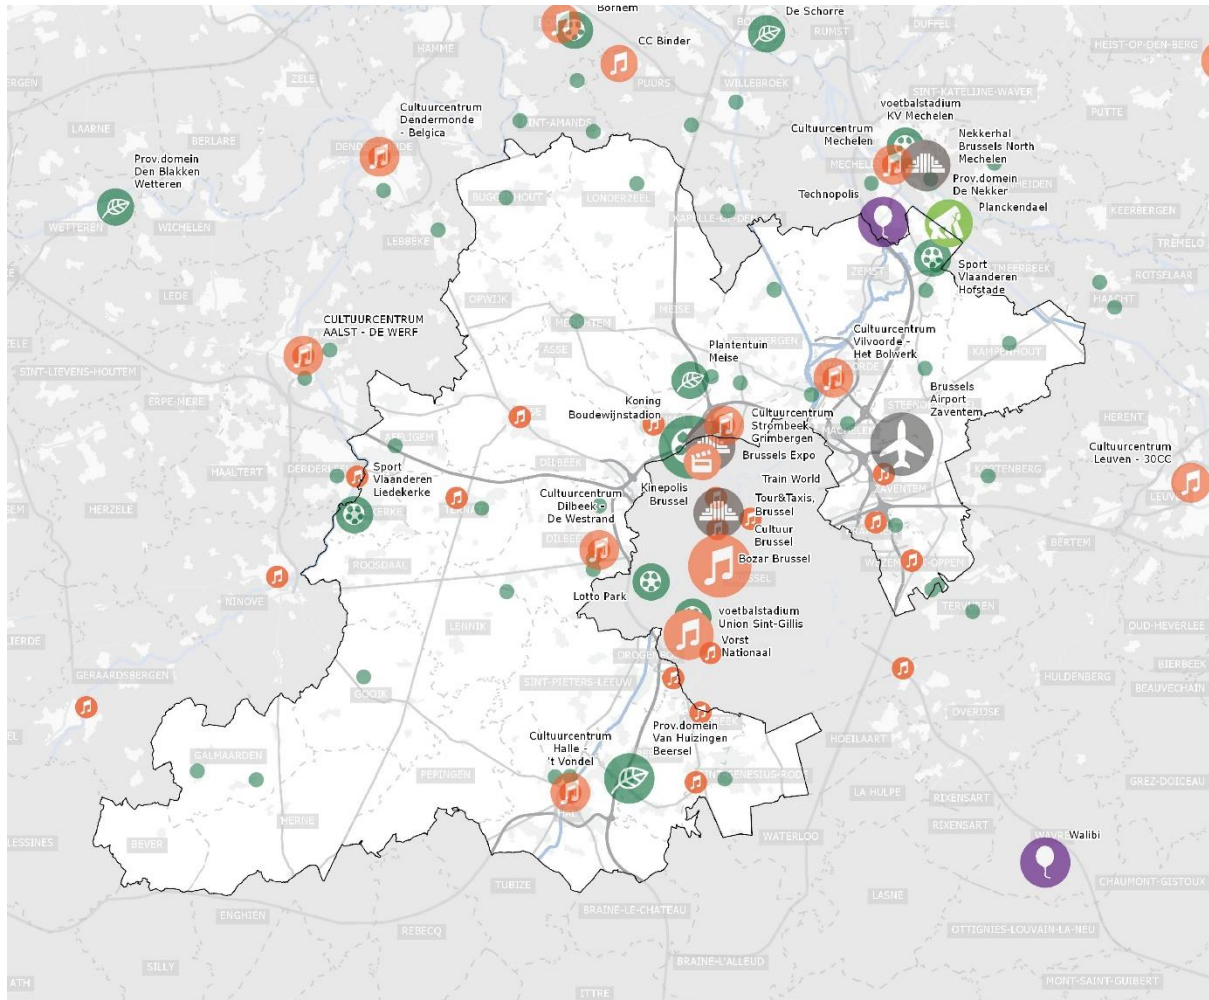 Bornem
De Schorre
CC Binder
DUFFEL
RUMST
HEIST-OP-DEN-BERG
HAMME
ZELE
PUURS
WILLEBROEK
SINT-KATELIJNE-WAVER
PUTTE
LAARNE
BERLARE
Cultuurcentrum
Dendermonde
- Belgica
SINT-AMANDS
voetbalstadium
KV Mechelen
Cultuurcentrum
Mechelen
Nekkerhal
Brussels North
Mechelen
Prov.domein
Den Blakken
Wetteren
Technopolis
Prov.domein
De Nekker
Planckendael
LONDERZEEL
KEERBERGEN
WETTEREN
WICHELEN
LEBBEKE
TREMELO
ROTSELAAR
ZEMST
Sport
Vlaanderen
Hofstade
LEDE
OPWIJK
MEISE
HAACHT
CULTUURCENTRUM
AALST - DE WERF
ASSE
Plantentuin
Meise
Cultuurcentrum
Vilvoorde -
Het Bolwerk
KAMPENHOUT
SINT-LIEVENS-HOUTEM
ERPE-MERE
Brussels
Airport
Zaventem
Koning
Boudewijnstadion
Cultuurcentrum
Strombeek
Grimbergen
HERENT
AFFLIGEM
Brussels Expo
Cultuurcentrum
Leuven - 30CC
HAALTERT
Sport
Vlaanderen
Liedekerke
DILBEEK
Kinepolis
Brussel
Train World
ZAVENTEM
HERZELE
Cultuurcentrum
Dilbeek -
De Westrand
Tour&Taxis,
Brussel
Cultuur
Brussel
BERTEM
Bozar Brussel
ROOSDAAL
NINOVE
Lotto Park
voetbalstadium
Union Sint-Gillis
TERVUREN
OUD-HEVERLEE
LENNIK
Vorst
Nationaal
BIERBEEK
GERAARDSBERGEN
SINT-PIETERS-LEEUW
HULDENBERG
BEAUVECHAIN
GOOIK
OVERIJSE
GALMAARDEN
Cultuurcentrum
Halle -
't Vondel
Prov.domein
Van Huizingen
Beersel
HOEILAART
PEPINGEN
GREZ-DOICEAU
LA HULPE
RIXENSART
RIXENSART
HERNE
BEVER
WATERLOO
Walibi
TUBIZE
CHAUMONT-GISTOUX
LASNE
ENGHIEN
BRAINE-LE-CHATEAU
REBECQ
OTTIGNIES-LOUVAIN-LA-NEU
SILLY
BRAINE-L'ALLEUD
MONT-SAINT-GUIBERT
ITTRE